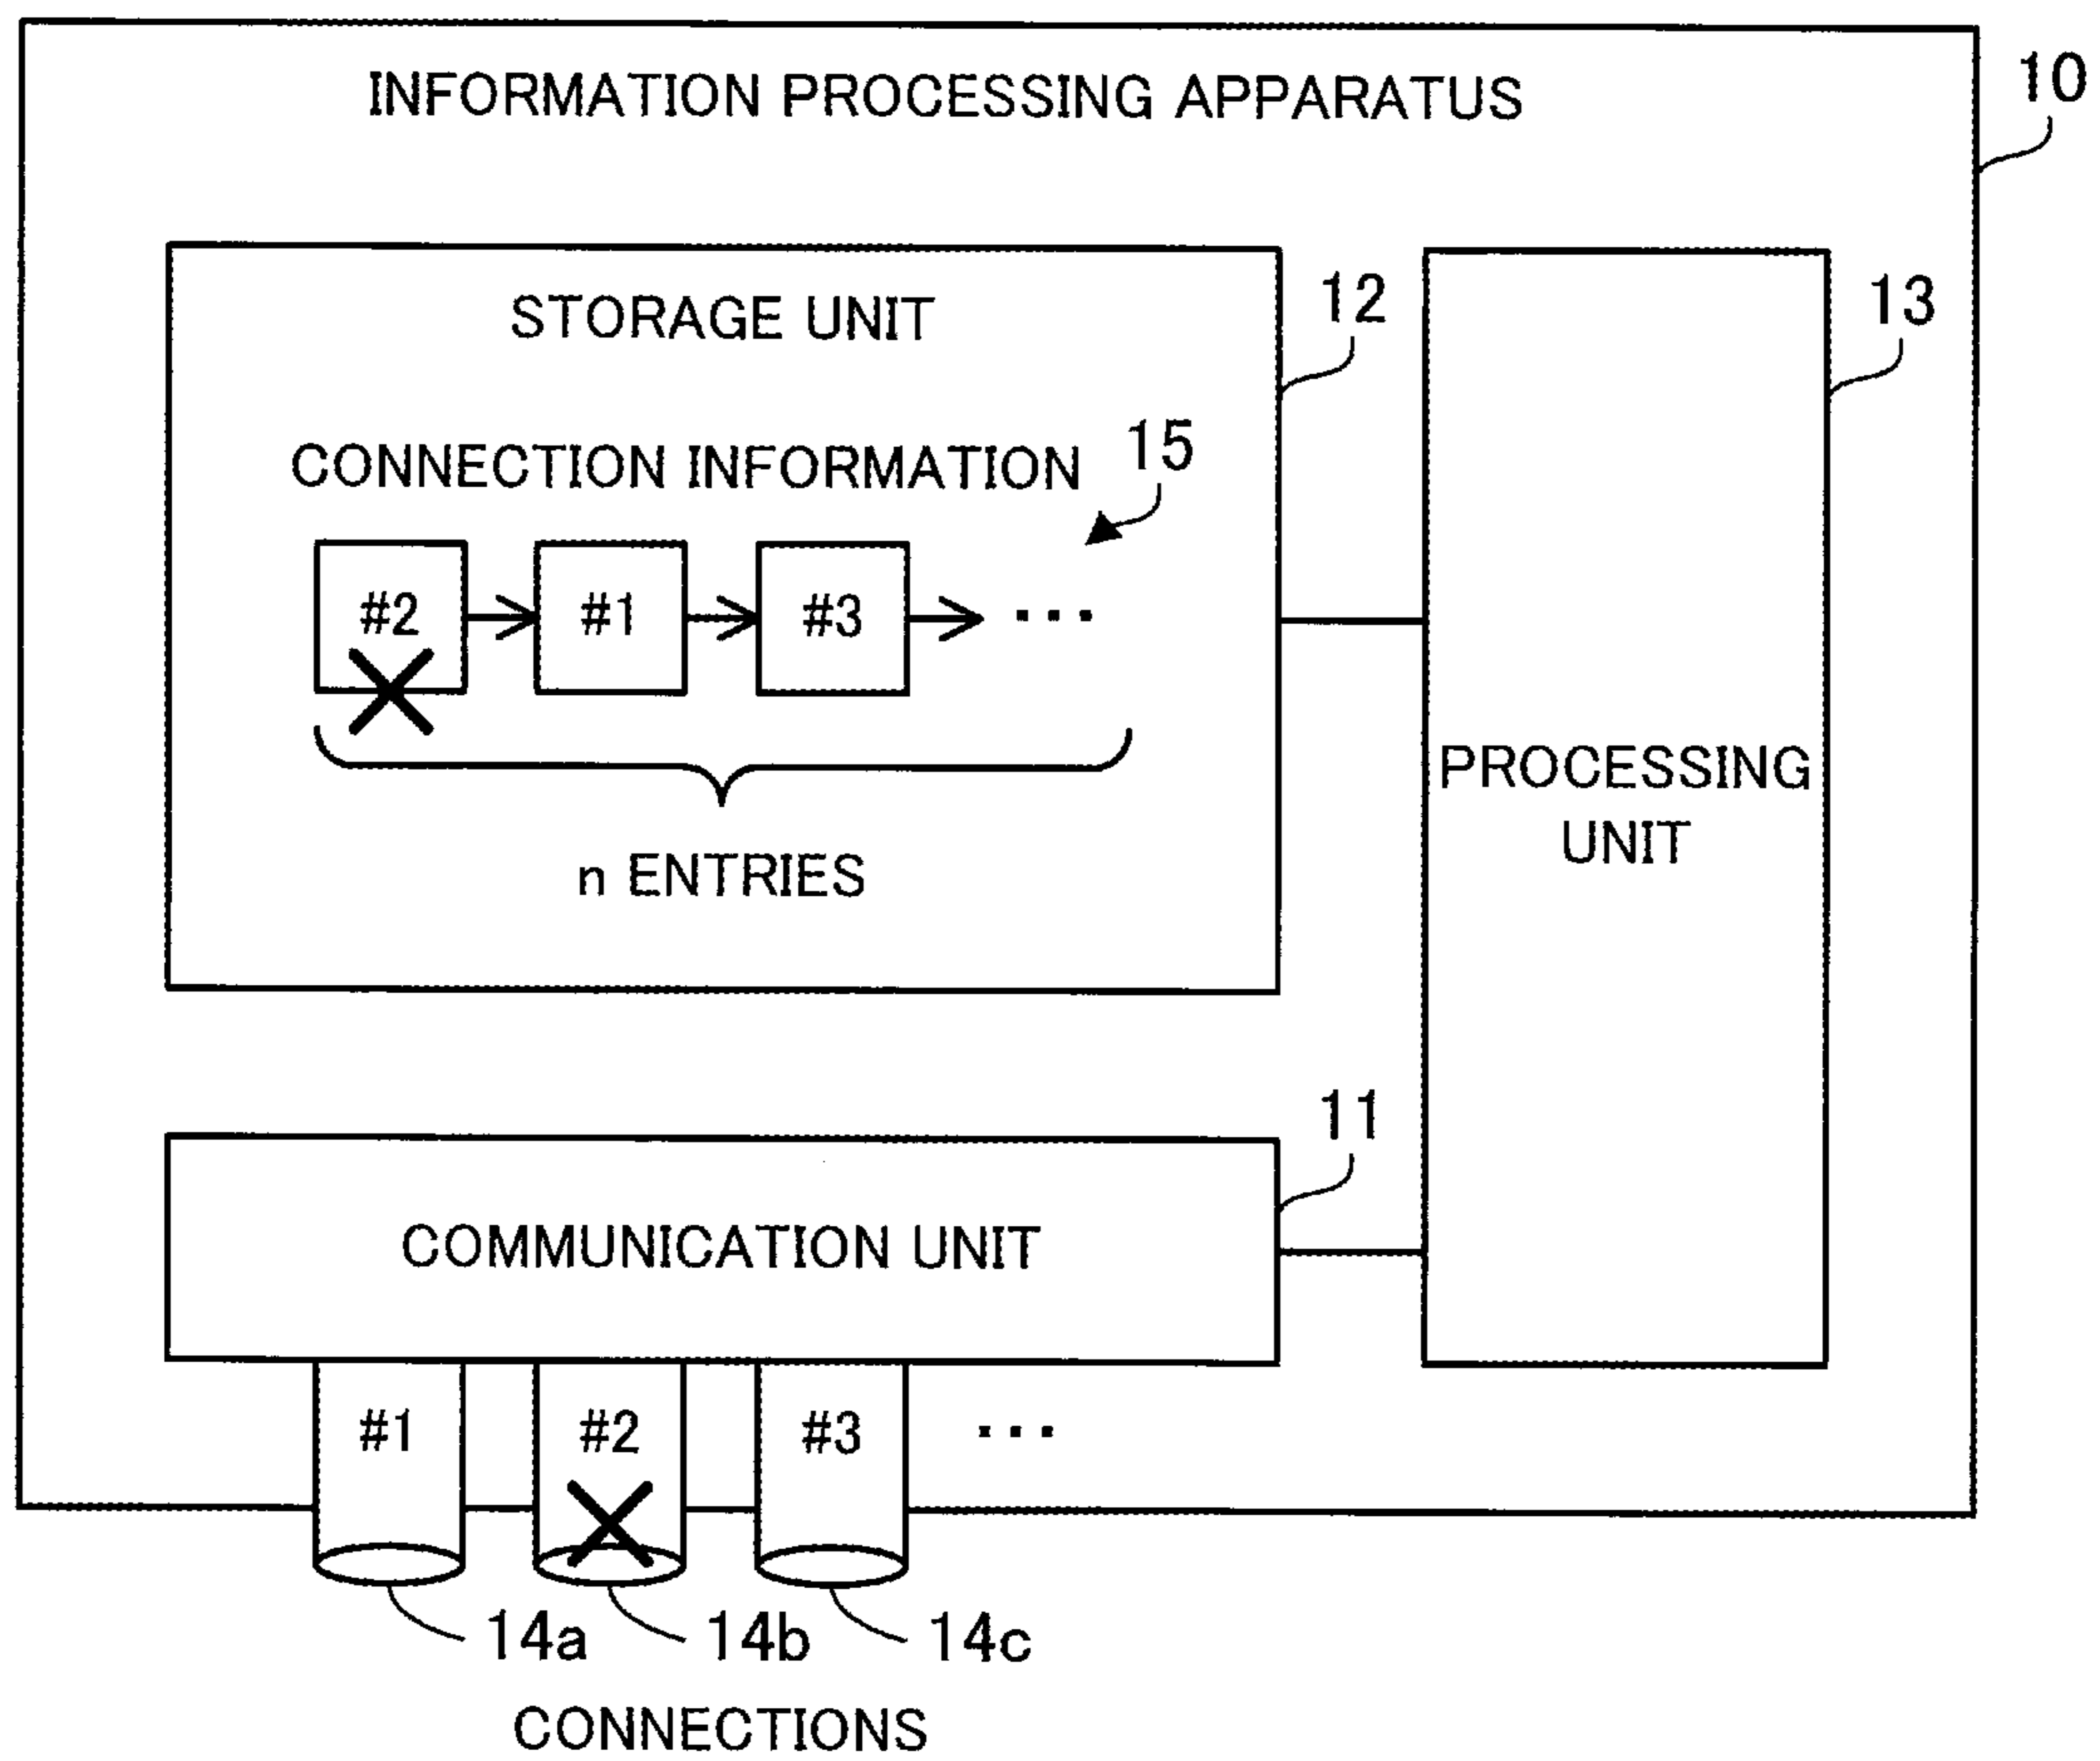 INFORMATION PROCESSING APPARATUS
10
STORAGE UNIT
12
13
CONNECTION INFORMATION
15
#2
#1
#3
...
PROCESSING
UNIT
n ENTRIES
11
COMMUNICATION UNIT
#1
#2
#3
...
14a
14b
14c
CONNECTIONS